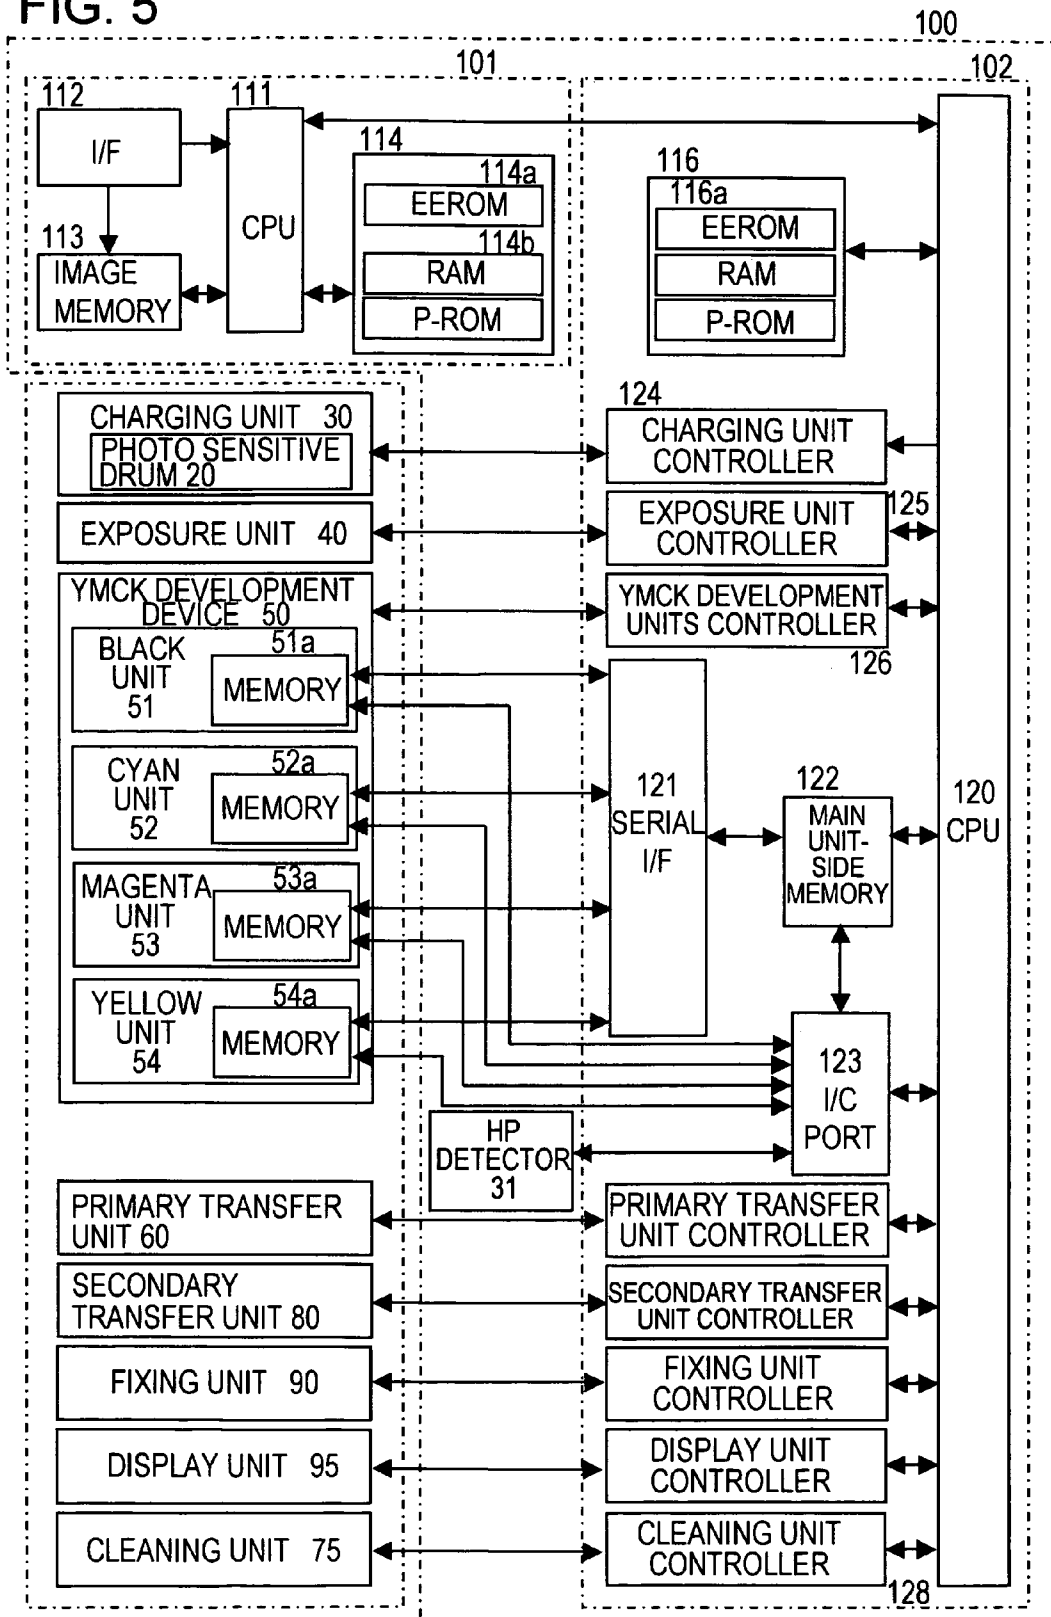 FIG. 5
100
101
102
112
111
I/F
CPU
114
114a
EEROM
114b
RAM
P-ROM
113
IMAGE
MEMORY
116
116a
EEROM
RAM
P-ROM
CHARGING UNIT 30
PHOTO SENSITIVE
DRUM 20
124
CHARGING UNIT
CONTROLLER
EXPOSURE UNIT 40
125
EXPOSURE UNIT
CONTROLLER
YMCK DEVELOPMENT
DEVICE 50
YMCK DEVELOPMENT
UNITS CONTROLLER
126
BLACK
UNIT
51
51a
MEMORY
CYAN
UNIT
52
52a
MEMORY
MAGENTA
UNIT
53
53a
MEMORY
YELLOW
UNIT
54
54a
MEMORY
121
SERIAL
I/F
122
MAIN
UNIT-
SIDE
MEMORY
120
CPU
123
I/C
PORT
HP
DETECTOR
31
PRIMARY TRANSFER
UNIT 60
PRIMARY TRANSFER
UNIT CONTROLLER
SECONDARY
TRANSFER UNIT 80
SECONDARY TRANSFER
UNIT CONTROLLER
FIXING UNIT 90
FIXING UNIT
CONTROLLER
DISPLAY UNIT 95
DISPLAY UNIT
CONTROLLER
CLEANING UNIT 75
CLEANING UNIT
CONTROLLER
128